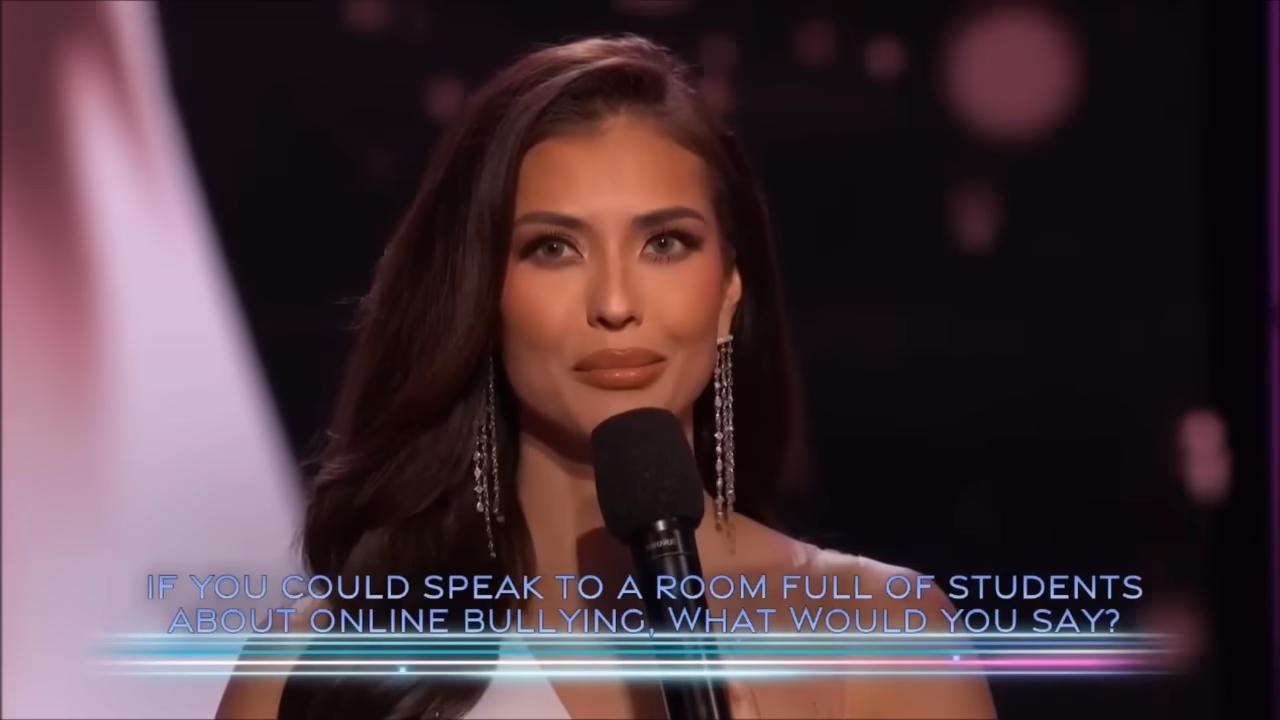 IF YOU COULD SPEAK TO A ROOM FULL OF STUDENTS
ABOUT ONLINE BULLYING, WHAT WOULD YOU SAY?